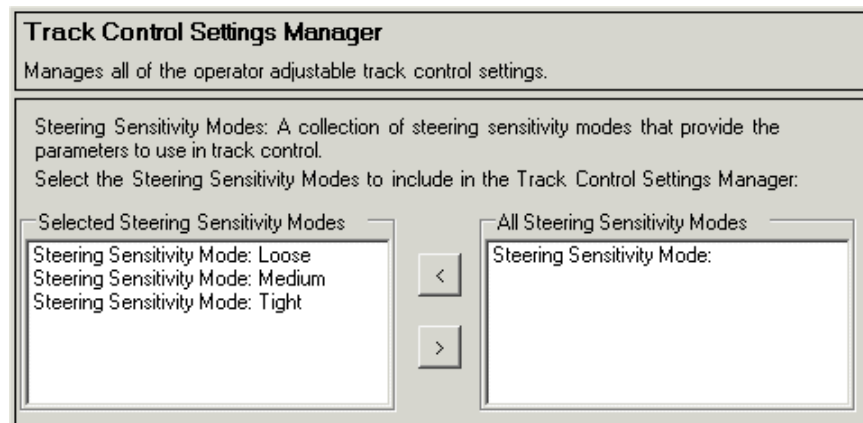 Track Control Settings Manager
Manages all of the operator adjustable track control settings.
Steering Sensitivity Modes: A collection of steering sensitivity modes that provide the
parameters to use in track control.
Select the Steering Sensitivity Modes to include in the Track Control Settings Manager:
Selected Steering Sensitivity Modes
Steering Sensitivity Mode: Loose
Steering Sensitivity Mode: Medium
Steering Sensitivity Mode: Tight
<
>
All Steering Sensitivity Modes
Steering Sensitivity Mode: